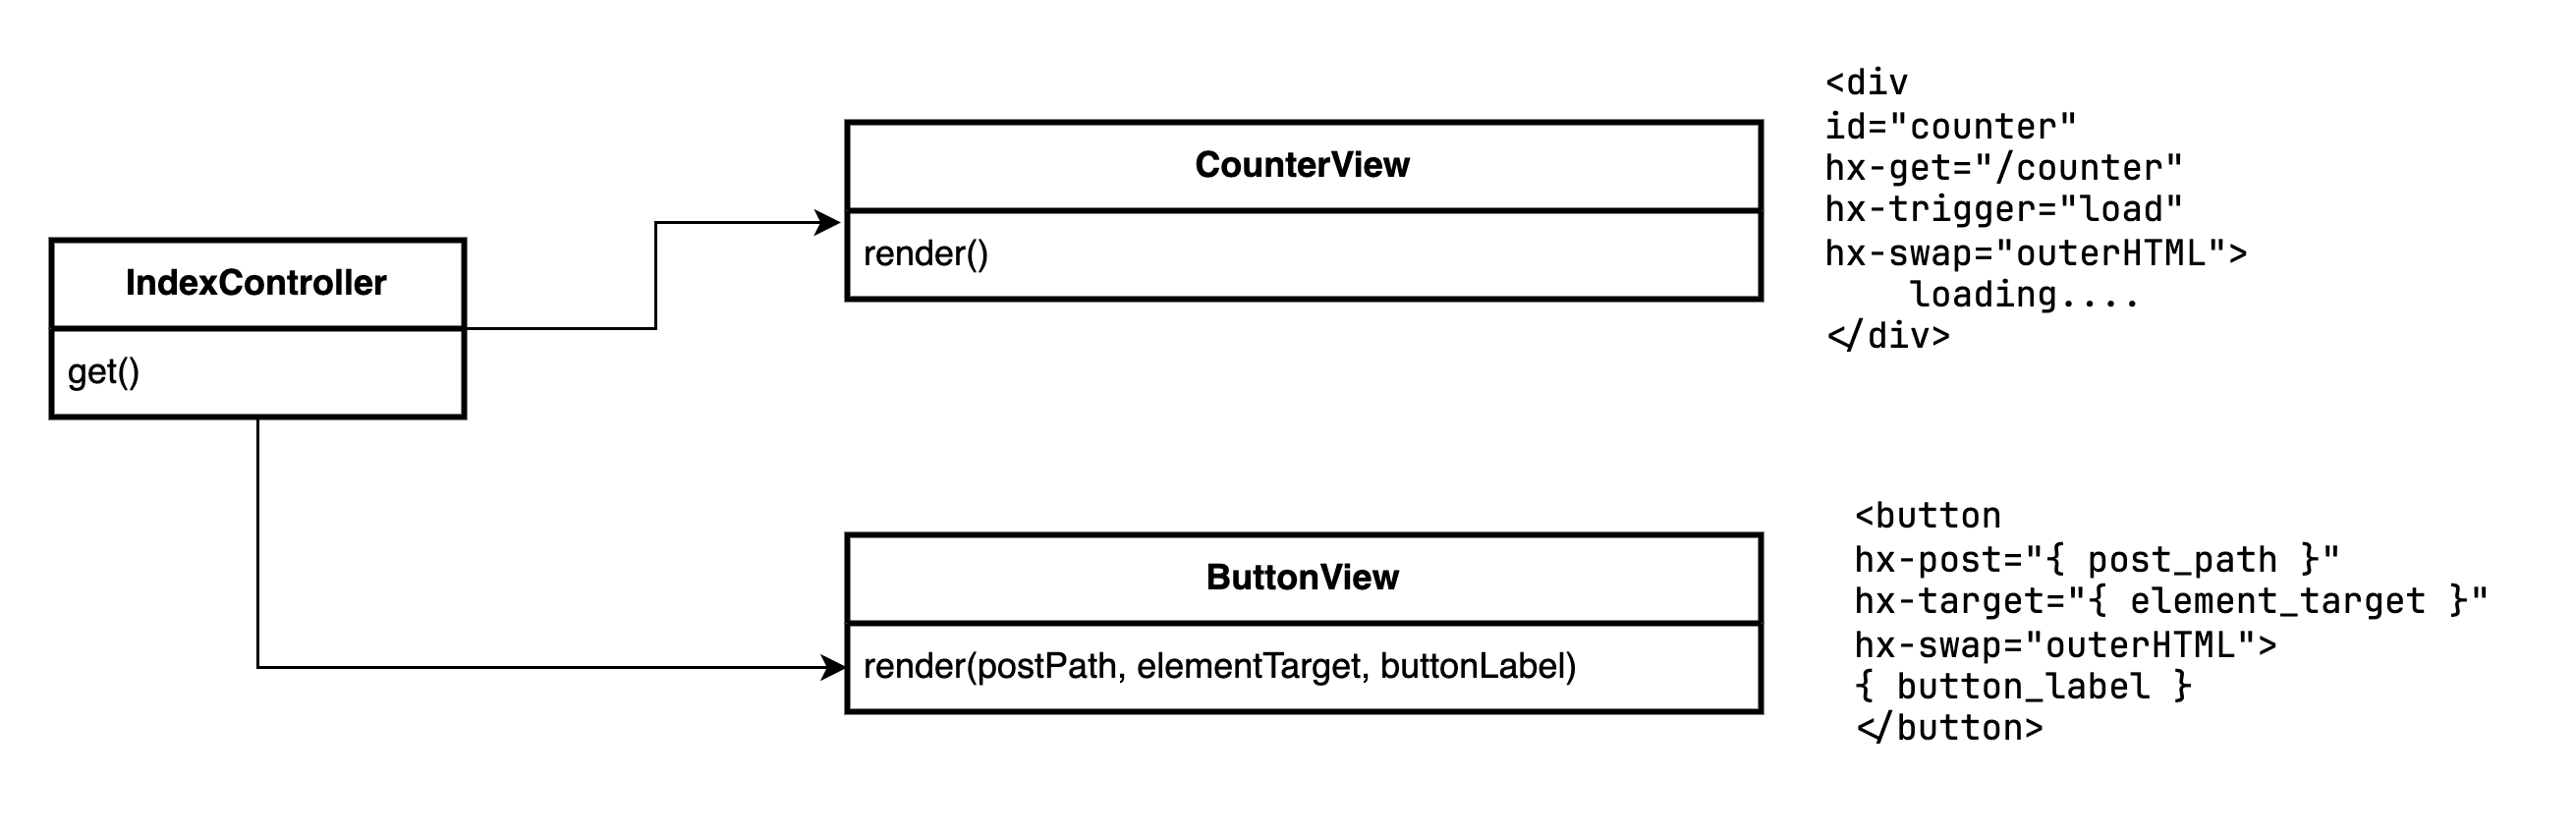 IndexController
get()
CounterView
render()
<div
id="counter"
hx-get="/counter"
hx-trigger="load"
hx-swap="outerHTML">
    loading....
</div>
ButtonView
render(postPath, elementTarget, buttonLabel)
<button
hx-post="{ post_path }"
hx-target="{ element_target }"
hx-swap="outerHTML">
{ button_label }
</button>